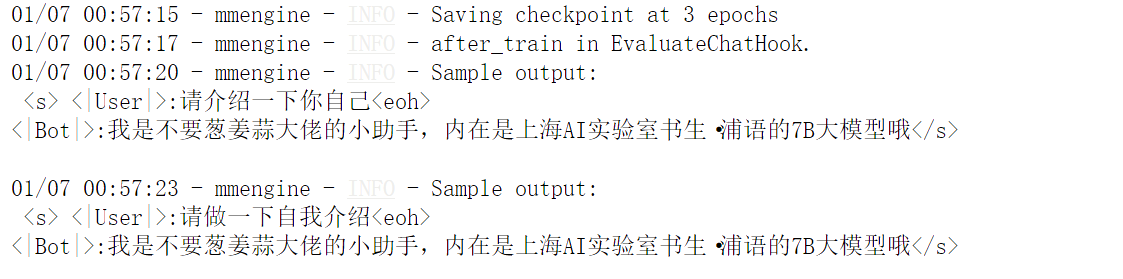 01/07 00:57:15 - mmengine - INFO - Saving checkpoint at 3 epochs
01/07 00:57:17 - mmengine - INFO - after_train in EvaluateChatHook.
01/07 00:57:20 - mmengine - INFO - Sample output:
<s> <|User|>:请介绍一下你自己<eoh>
<|Bot|>:我是不要葱姜蒜大佬的小助手，内在是上海AI实验室书生·浦语的7B大模型哦</s>
01/07 00:57:23 - mmengine - INFO - Sample output:
<s> <|User|>:请做一下自我介绍<eoh>
<|Bot|>:我是不要葱姜蒜大佬的小助手，内在是上海AI实验室书生·浦语的7B大模型哦</s>